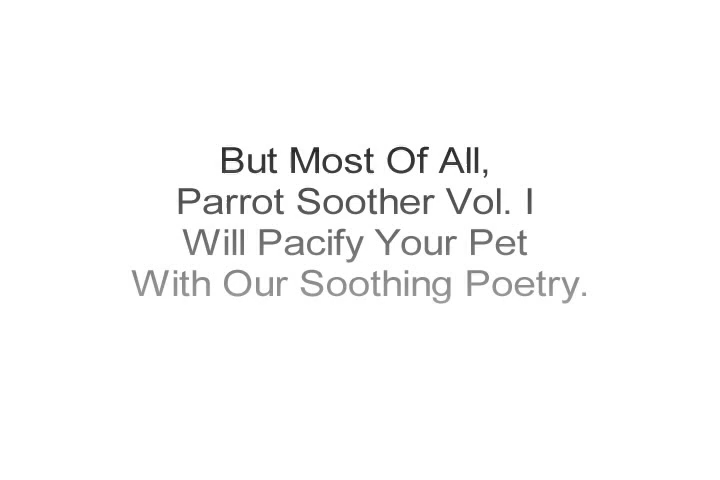 But Most Of All,
Parrot Soother Vol. I
Will Pacify Your Pet
With Our Soothing Poetry.